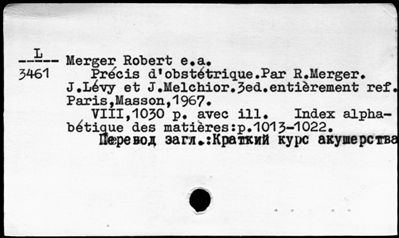 L
3461
Merger Robert e.a.
Précis d'obstétrique.Par R.Merger.
J.Lévy et J.Melchior.3ed.entièrement ref.
Paris,Masson,1967.
VIII,1030 p. avec ill. Index alpha-
bétique des matières:p.1013-1022.
Перевод загл.:Краткий курс акушерства